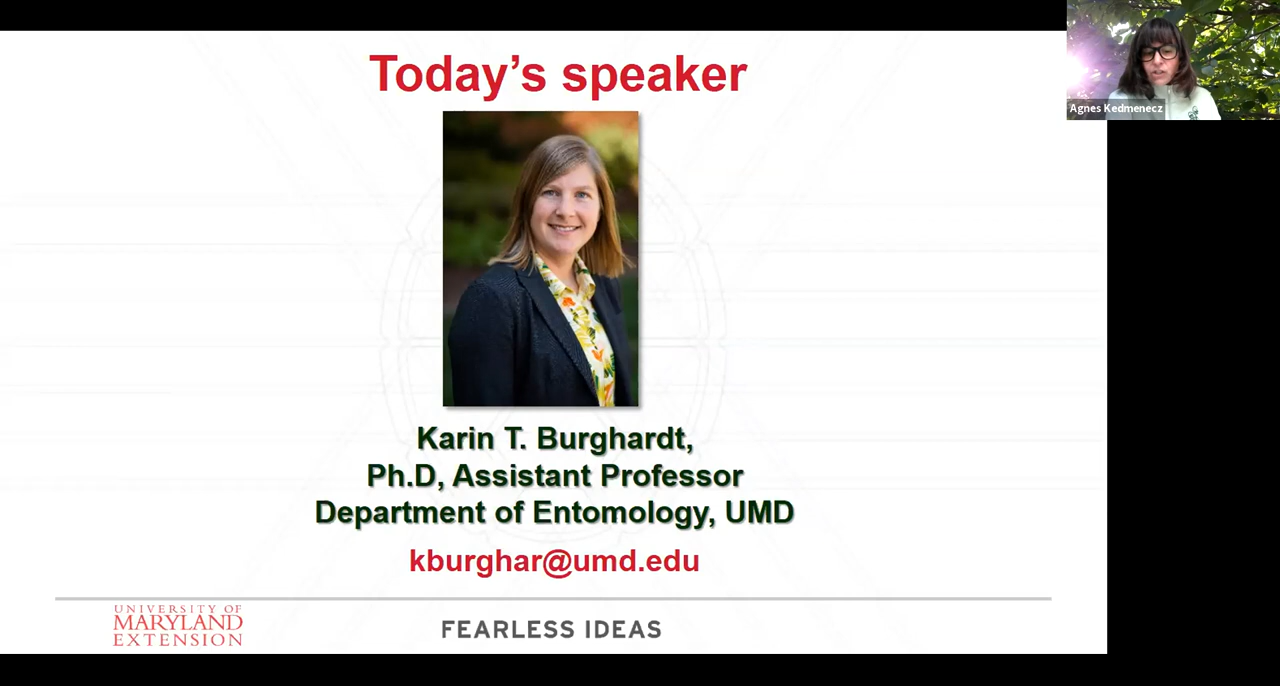 Today’s speaker
Agnes Kedmenecz
Karin T. Burghardt,
Ph.D, Assistant Professor
Department of Entomology, UMD
kburghar@umd.edu
UNIVERSITY OF
MARYLAND
EXTENSION
FEARLESS IDEAS